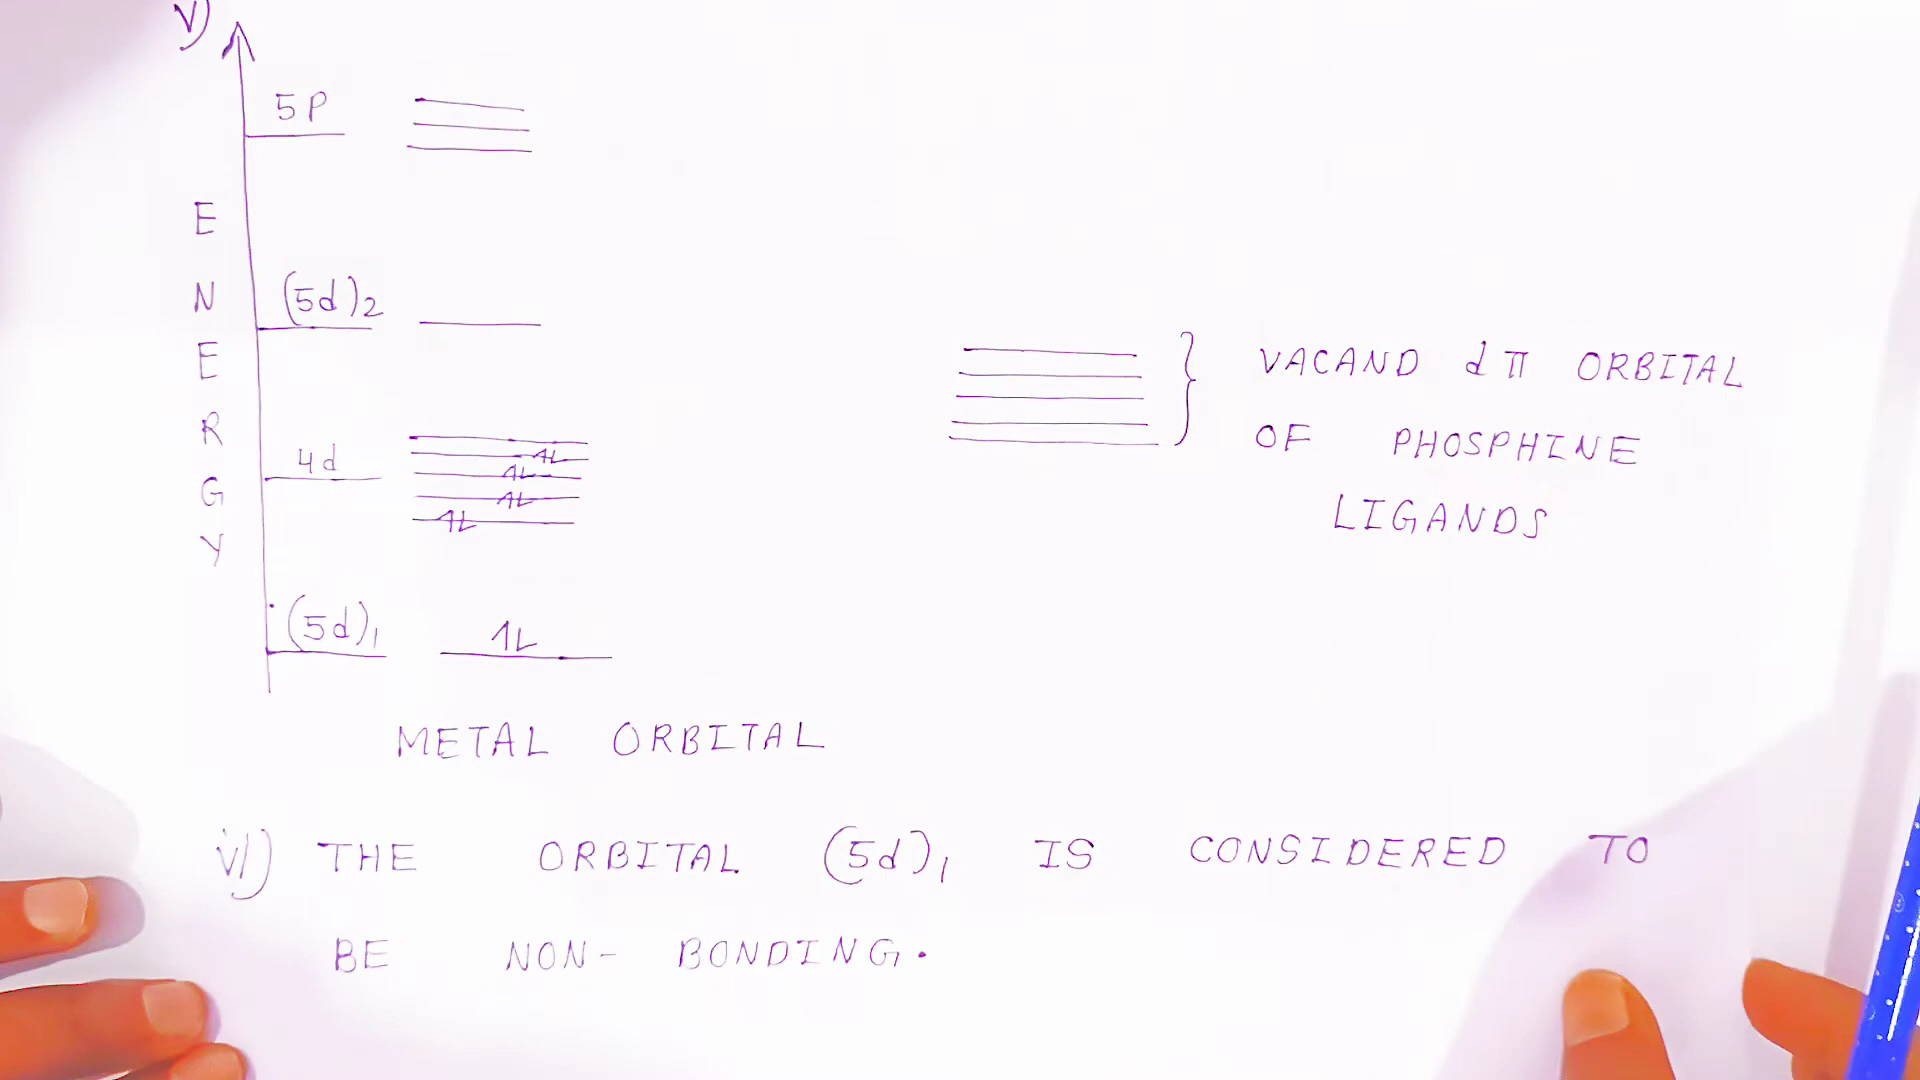 V)
5P
(5d)2
4d
(5d)1
ENERGY
METAL ORBITAL
VACAND dπ ORBITAL
OF PHOSPHINE
LIGANDS
VI) THE ORBITAL (5d)1 IS CONSIDERED TO
BE NON-BONDING.